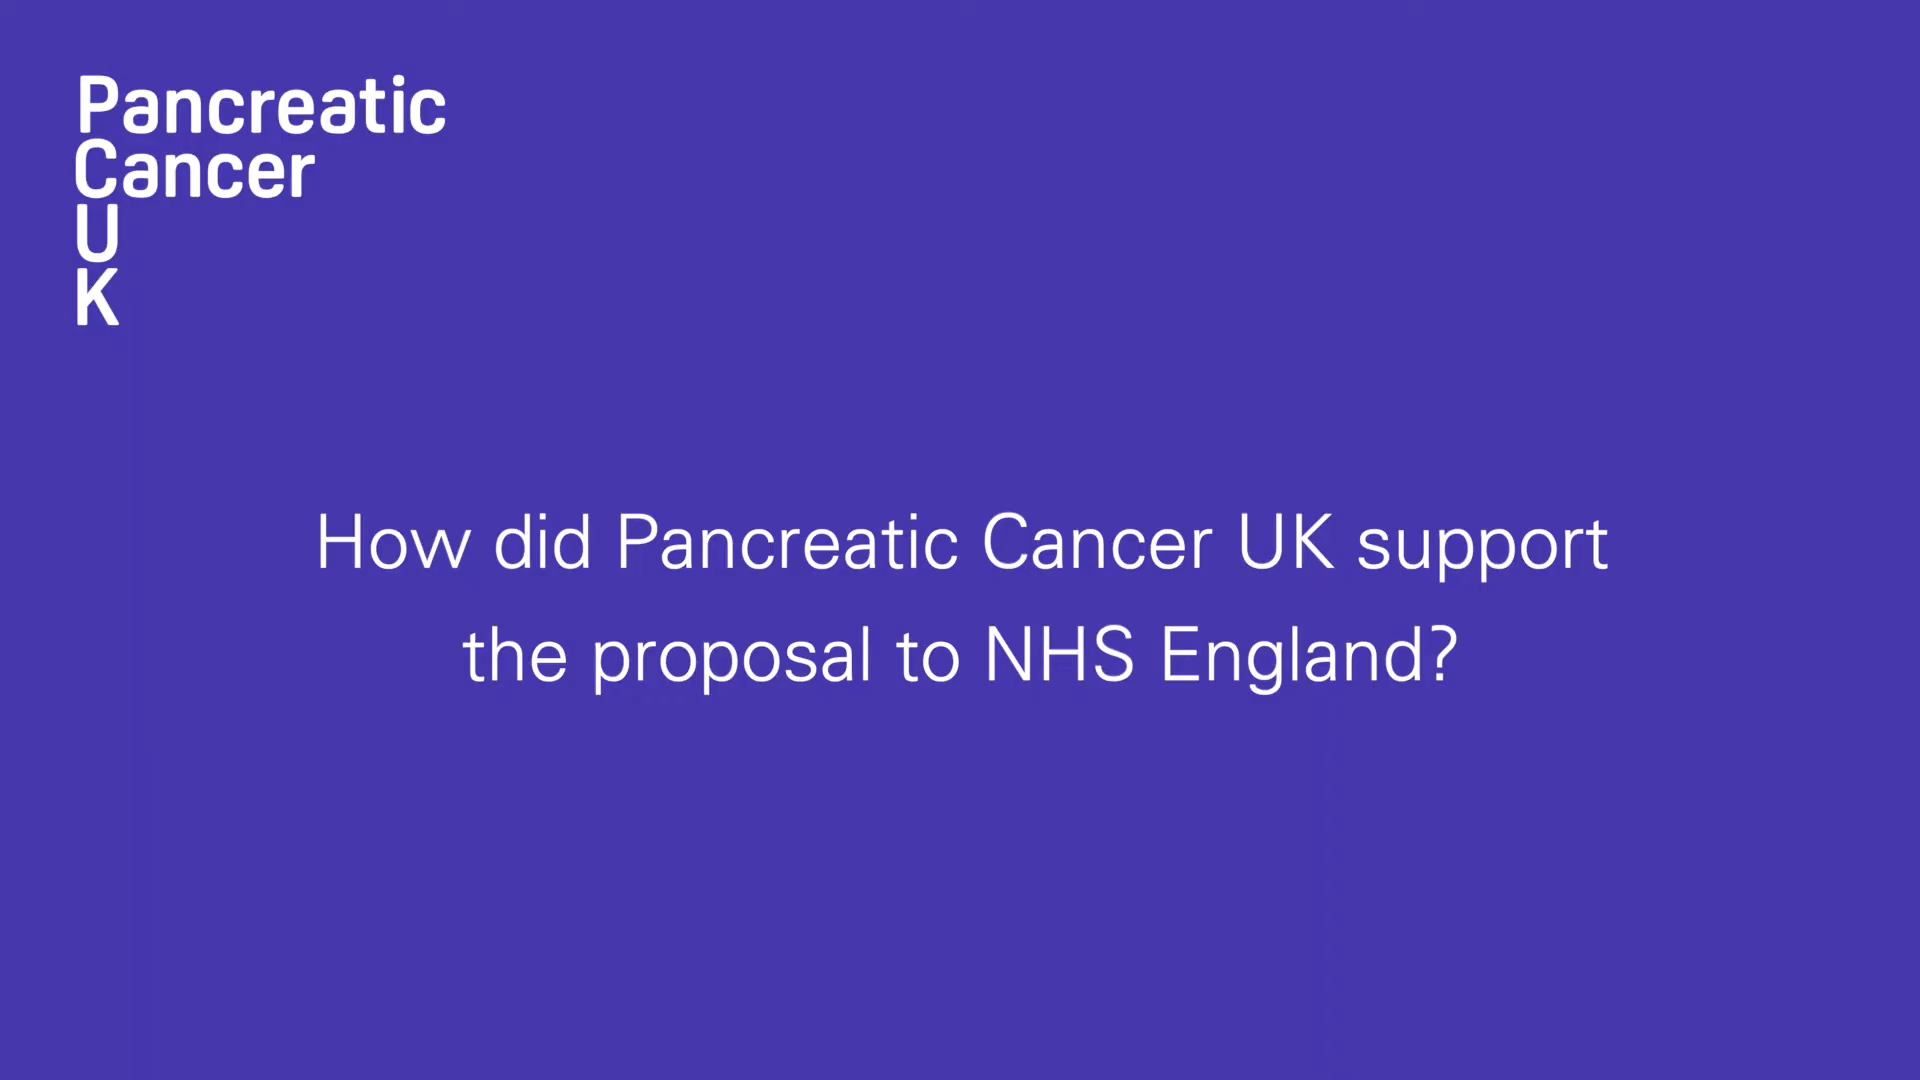 Pancreatic
Cancer
U
K
How did Pancreatic Cancer UK support
the proposal to NHS England?